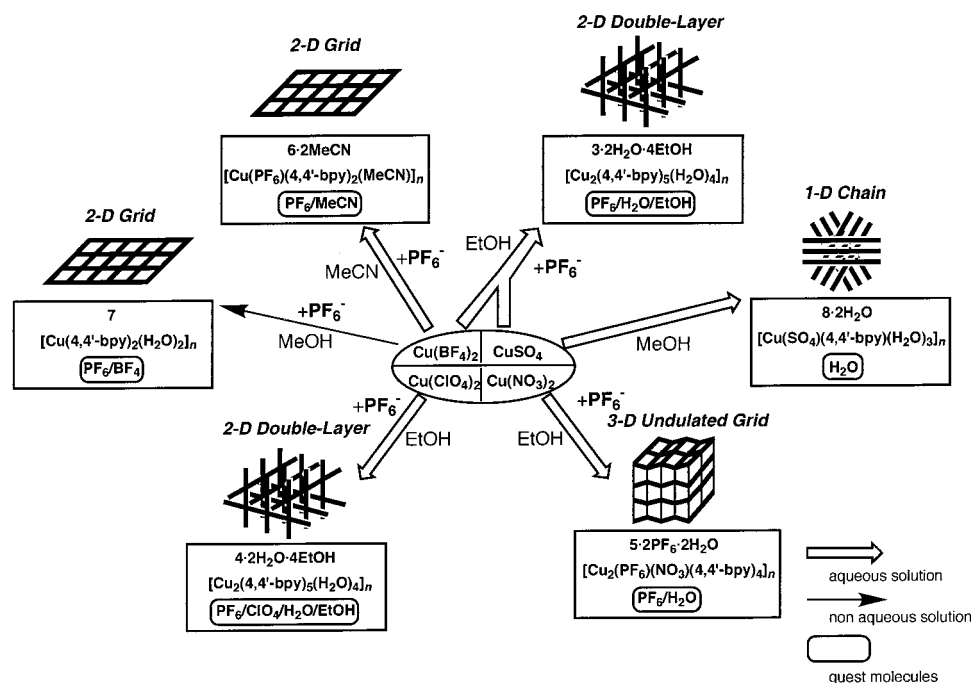 2-D Grid
6·2MeCN
[Cu(PF₆)(4,4'-bpy)₂(MeCN)]ₙ
PF₆/MeCN
2-D Double-Layer
3·2H₂O·4EtOH
[Cu₂(4,4'-bpy)₅(H₂O)₄]ₙ
PF₆/H₂O/EtOH
2-D Grid
7
[Cu(4,4'-bpy)₂(H₂O)₂]ₙ
PF₆/BF₄
1-D Chain
8·2H₂O
[Cu(SO₄)(4,4'-bpy)(H₂O)₃]ₙ
H₂O
+PF₆⁻
MeCN
EtOH
+PF₆⁻
+PF₆⁻
MeOH
MeOH
Cu(BF₄)₂ CuSO₄
Cu(ClO₄)₂ Cu(NO₃)₂
+PF₆⁻
EtOH
+PF₆⁻
EtOH
2-D Double-Layer
4·2H₂O·4EtOH
[Cu₂(4,4'-bpy)₅(H₂O)₄]ₙ
PF₆/ClO₄/H₂O/EtOH
3-D Undulated Grid
5·2PF₆·2H₂O
[Cu₂(PF₆)(NO₃)(4,4'-bpy)₄]ₙ
PF₆/H₂O
aqueous solution
non aqueous solution
guest molecules